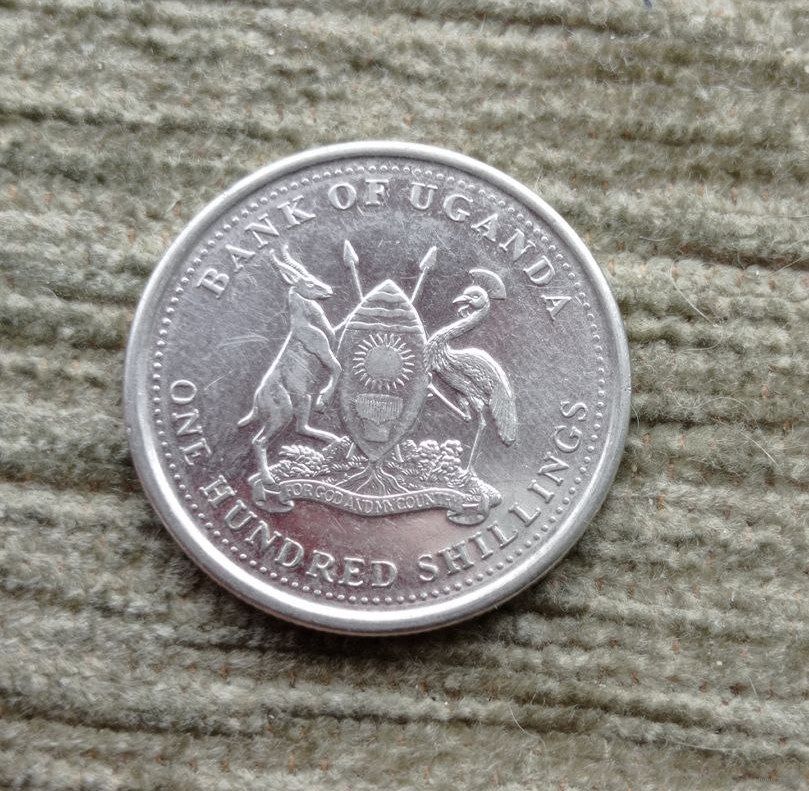 BANK OF UGANDA
FOR GOD AND MY COUNTRY
ONE HUNDRED SHILLINGS